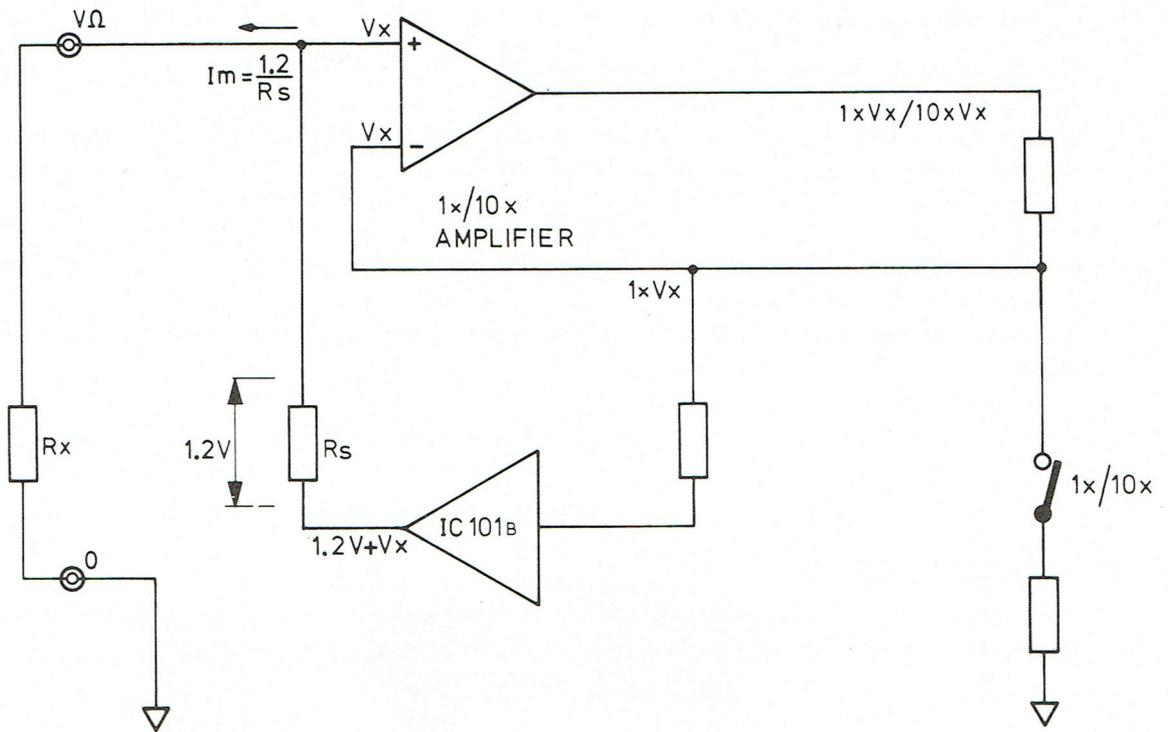 VΩ
Im = 1.2
Rs
Vx
+
Vx
−
1x/10x
AMPLIFIER
1xVx/10xVx
1xVx
Rx
1.2V
Rs
IC 101B
1.2V+Vx
1x/10x
0